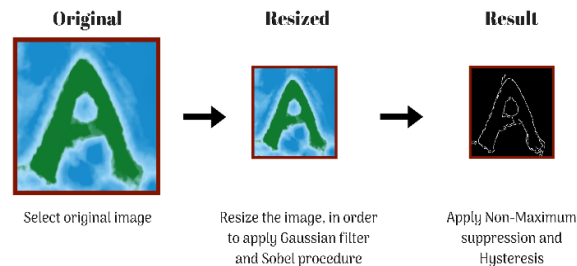 Original
Resized
Result
A
A
A
Select original image
Resize the image, in order
to apply Gaussian filter
and Sobel procedure
Apply Non-Maximum
suppression and
Hysteresis